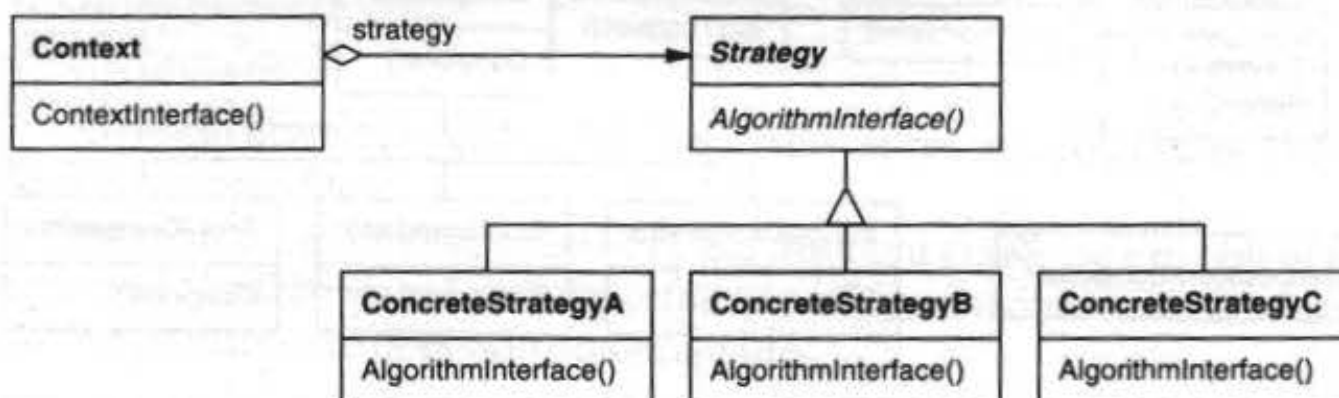 Context
ContextInterface()
strategy
Strategy
AlgorithmInterface()
ConcreteStrategyA
AlgorithmInterface()
ConcreteStrategyB
AlgorithmInterface()
ConcreteStrategyC
AlgorithmInterface()